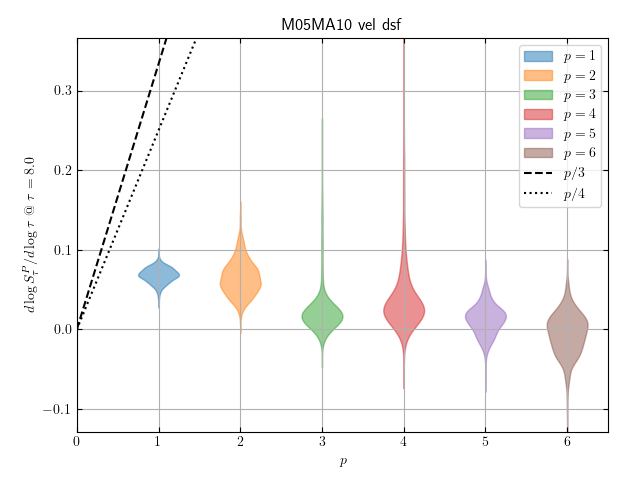 M05MA10 vel dsf
d log S_τ^P / d log τ @ τ = 8.0
0.3
0.2
0.1
0.0
−0.1
0 1 2 3 4 5 6
p
p = 1
p = 2
p = 3
p = 4
p = 5
p = 6
p/3
p/4